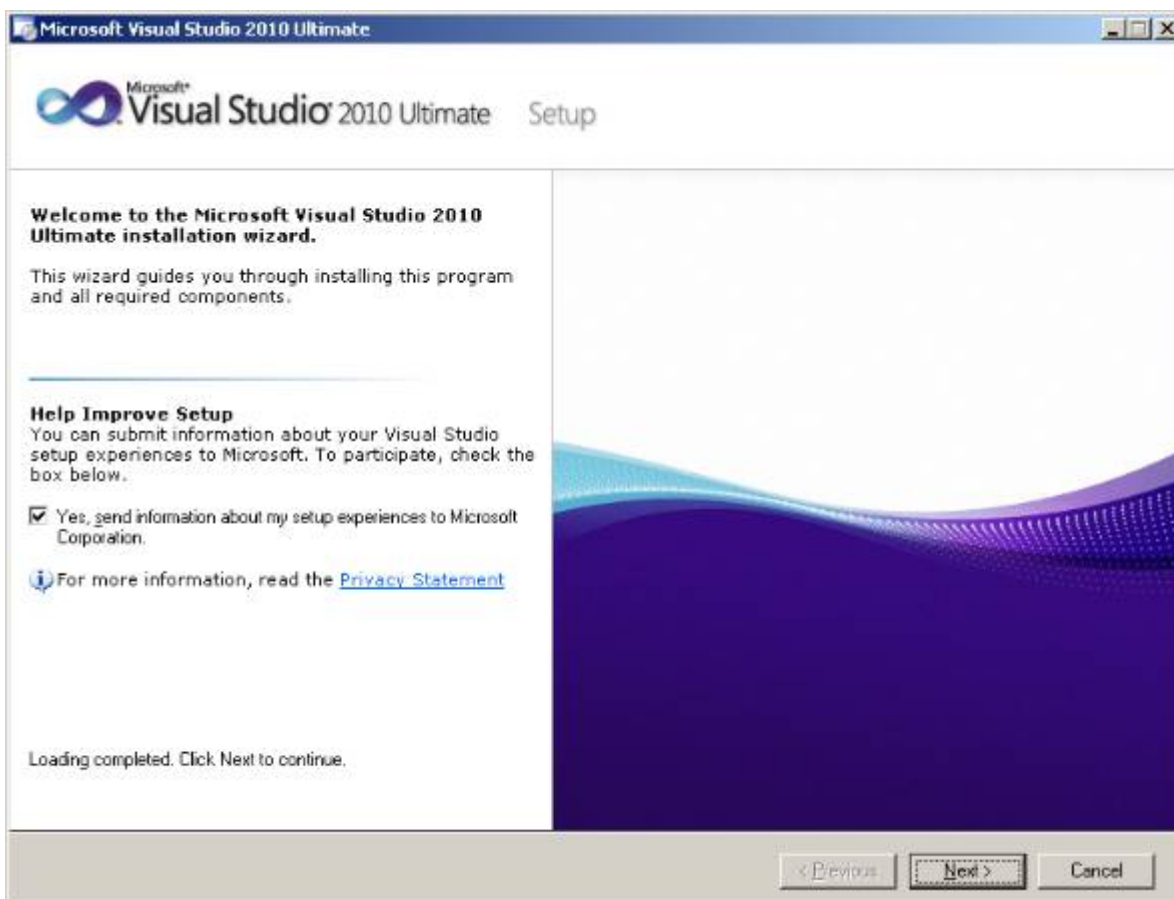 Microsoft Visual Studio 2010 Ultimate
Microsoft®
Visual Studio® 2010 Ultimate Setup
Welcome to the Microsoft Visual Studio 2010
Ultimate installation wizard.
This wizard guides you through installing this program
and all required components.
Help Improve Setup
You can submit information about your Visual Studio
setup experiences to Microsoft. To participate, check the
box below.
Yes, send information about my setup experiences to Microsoft
Corporation.
For more information, read the Privacy Statement
Loading completed. Click Next to continue.
< Previous Next > Cancel